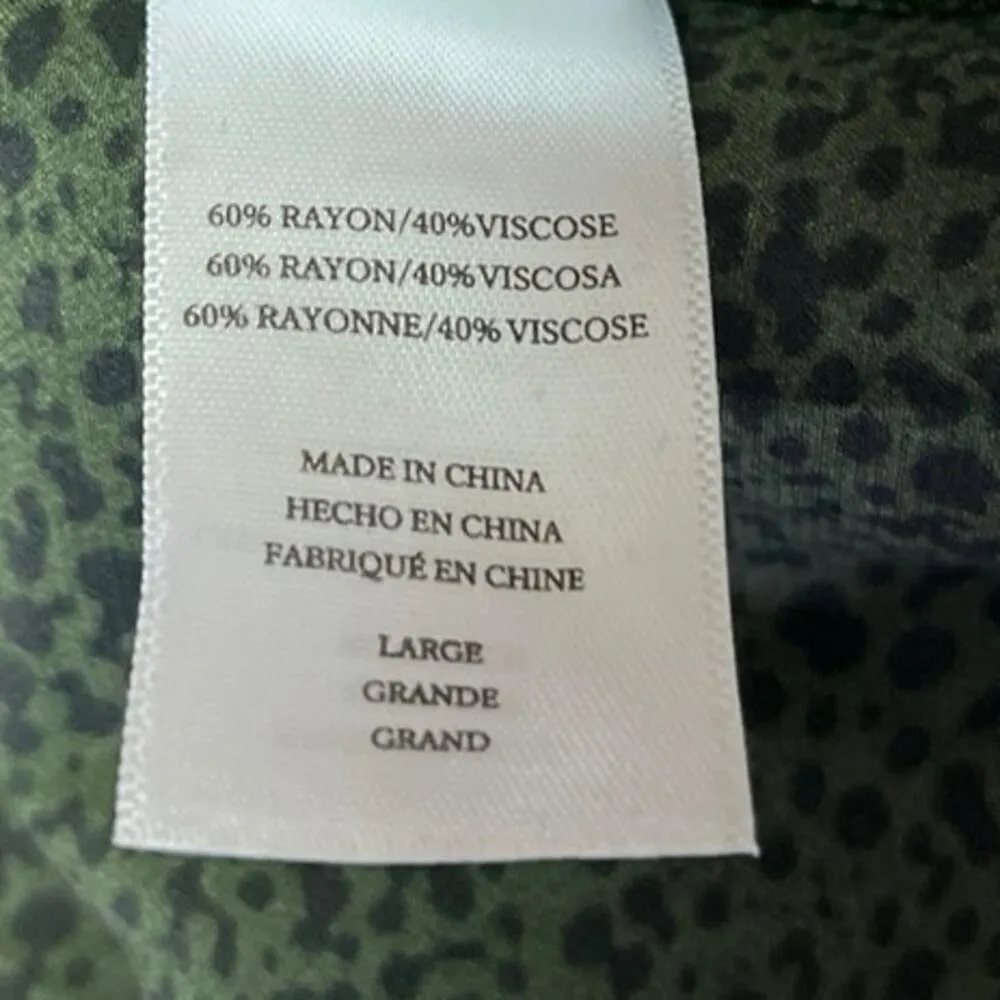 60% RAYON/40%VISCOSE
60% RAYON/40%VISCOSA
60% RAYONNE/40% VISCOSE
MADE IN CHINA
HECHO EN CHINA
FABRIQUÉ EN CHINE
LARGE
GRANDE
GRAND